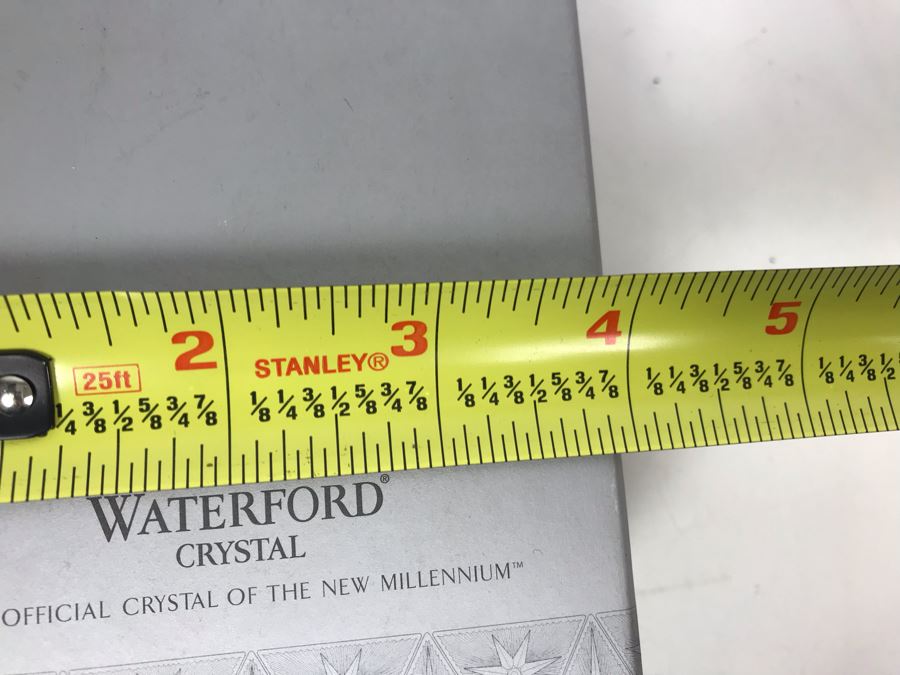 2 3 4 5
25ft STANLEY®
1/4 3/8 1/2 5/8 3/4 7/8 1/8 1/4 3/8 1/2 5/8 3/4 7/8 1/8 1/4 3/8 1/2 5/8 3/4 7/8 1/8 1/4 3/8 1/2 5/8 3/4 7/8 1/8 1/4 3/8 1/2
WATERFORD®
CRYSTAL
OFFICIAL CRYSTAL OF THE NEW MILLENNIUM™